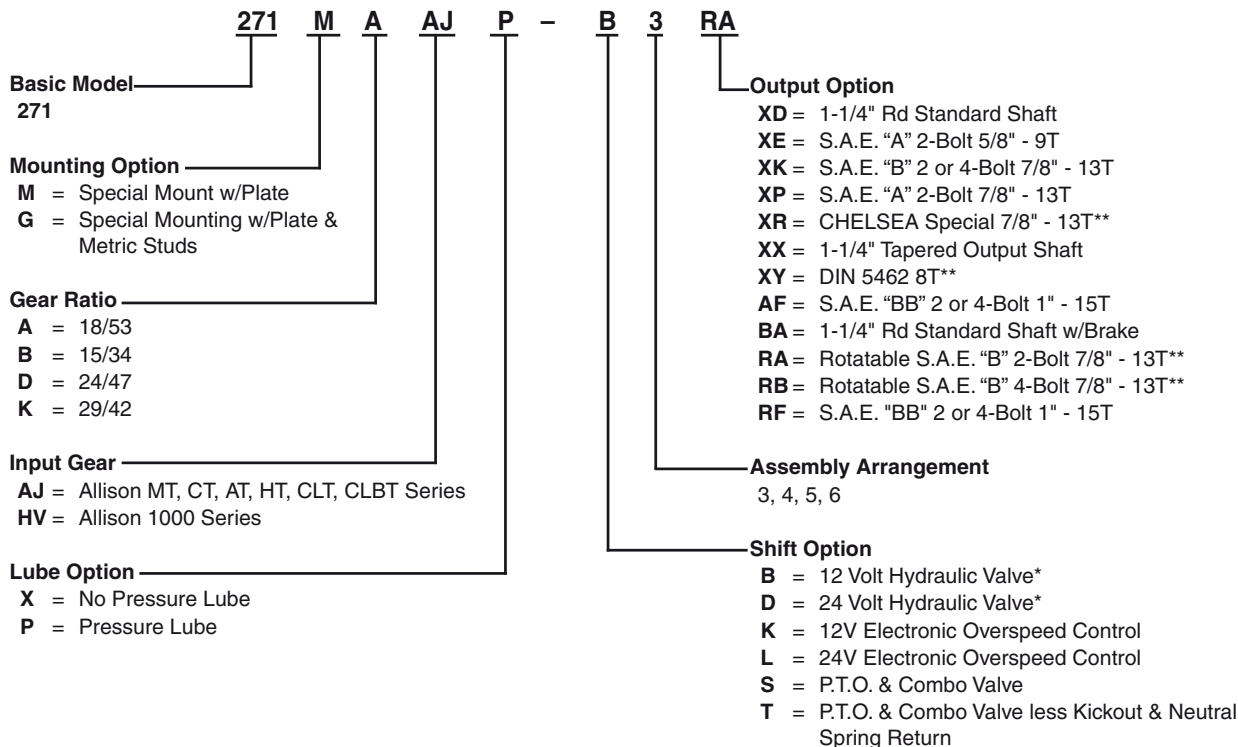 271 M A AJ P – B 3 RA
Basic Model
271
Mounting Option
M = Special Mount w/Plate
G = Special Mounting w/Plate &
Metric Studs
Gear Ratio
A = 18/53
B = 15/34
D = 24/47
K = 29/42
Input Gear
AJ = Allison MT, CT, AT, HT, CLT, CLBT Series
HV = Allison 1000 Series
Lube Option
X = No Pressure Lube
P = Pressure Lube
Output Option
XD = 1-1/4" Rd Standard Shaft
XE = S.A.E. “A” 2-Bolt 5/8" - 9T
XK = S.A.E. “B” 2 or 4-Bolt 7/8" - 13T
XP = S.A.E. “A” 2-Bolt 7/8" - 13T
XR = CHELSEA Special 7/8" - 13T**
XX = 1-1/4" Tapered Output Shaft
XY = DIN 5462 8T**
AF = S.A.E. “BB” 2 or 4-Bolt 1" - 15T
BA = 1-1/4" Rd Standard Shaft w/Brake
RA = Rotatable S.A.E. “B” 2-Bolt 7/8" - 13T**
RB = Rotatable S.A.E. “B” 4-Bolt 7/8" - 13T**
RF = S.A.E. "BB" 2 or 4-Bolt 1" - 15T
Assembly Arrangement
3, 4, 5, 6
Shift Option
B = 12 Volt Hydraulic Valve*
D = 24 Volt Hydraulic Valve*
K = 12V Electronic Overspeed Control
L = 24V Electronic Overspeed Control
S = P.T.O. & Combo Valve
T = P.T.O. & Combo Valve less Kickout & Neutral
Spring Return